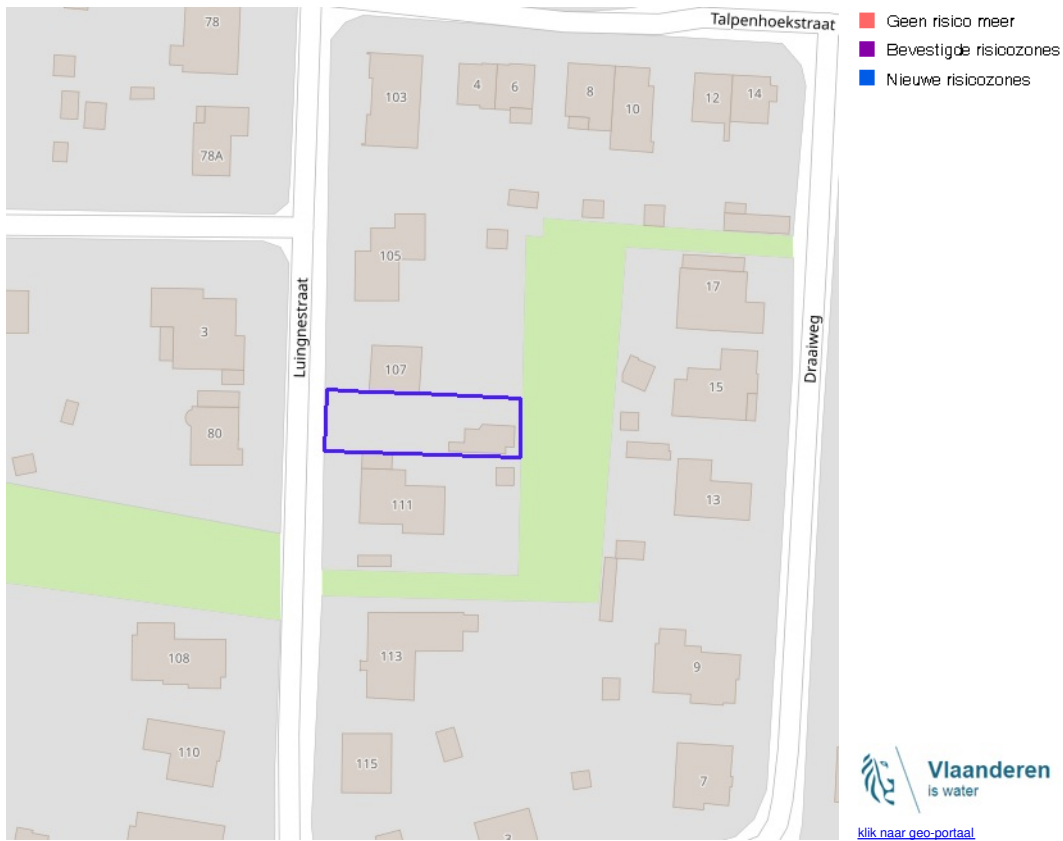 78
Talpenhoekstraat
Geen risico meer
Bevestigde risicozones
Nieuwe risicozones
103
4
6
8
10
12
14
78A
105
17
Luingnestraat
3
Draaiweg
107
15
80
111
13
108
113
9
110
115
7
3
Vlaanderen
is water
klik naar geo-portaal